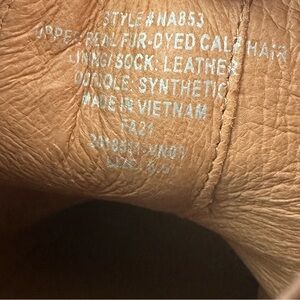 STYLE#NA853
UPPER: REAL FUR-DYED CALF HAIR
LINING/SOCK: LEATHER
OUTSOLE: SYNTHETIC
MADE IN VIETNAM
FA21